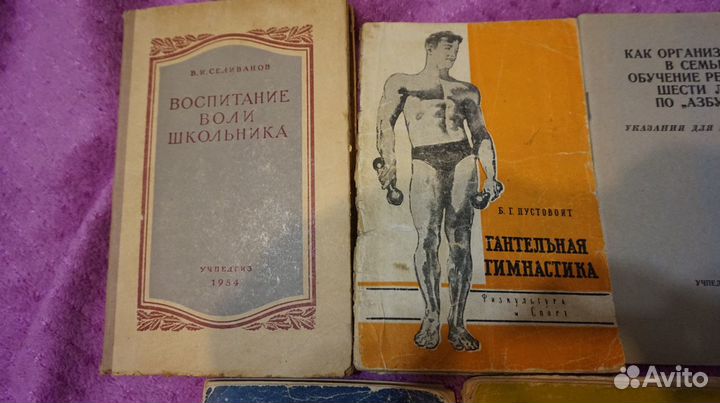 В. И. СЕЛИВАНОВ
ВОСПИТАНИЕ
ВОЛИ
ШКОЛЬНИКА
УЧПЕДГИЗ
1954
Б. Г. ПУСТОВОЙТ
ГАНТЕЛЬНАЯ
ГИМНАСТИКА
Физкультура
и Спорт
КАК ОРГАНИЗ
В СЕМЬ
ОБУЧЕНИЕ РЕ
ШЕСТИ Л
ПО „АЗБУ
УКАЗАНИЯ ДЛЯ
УЧПЕД
Avito